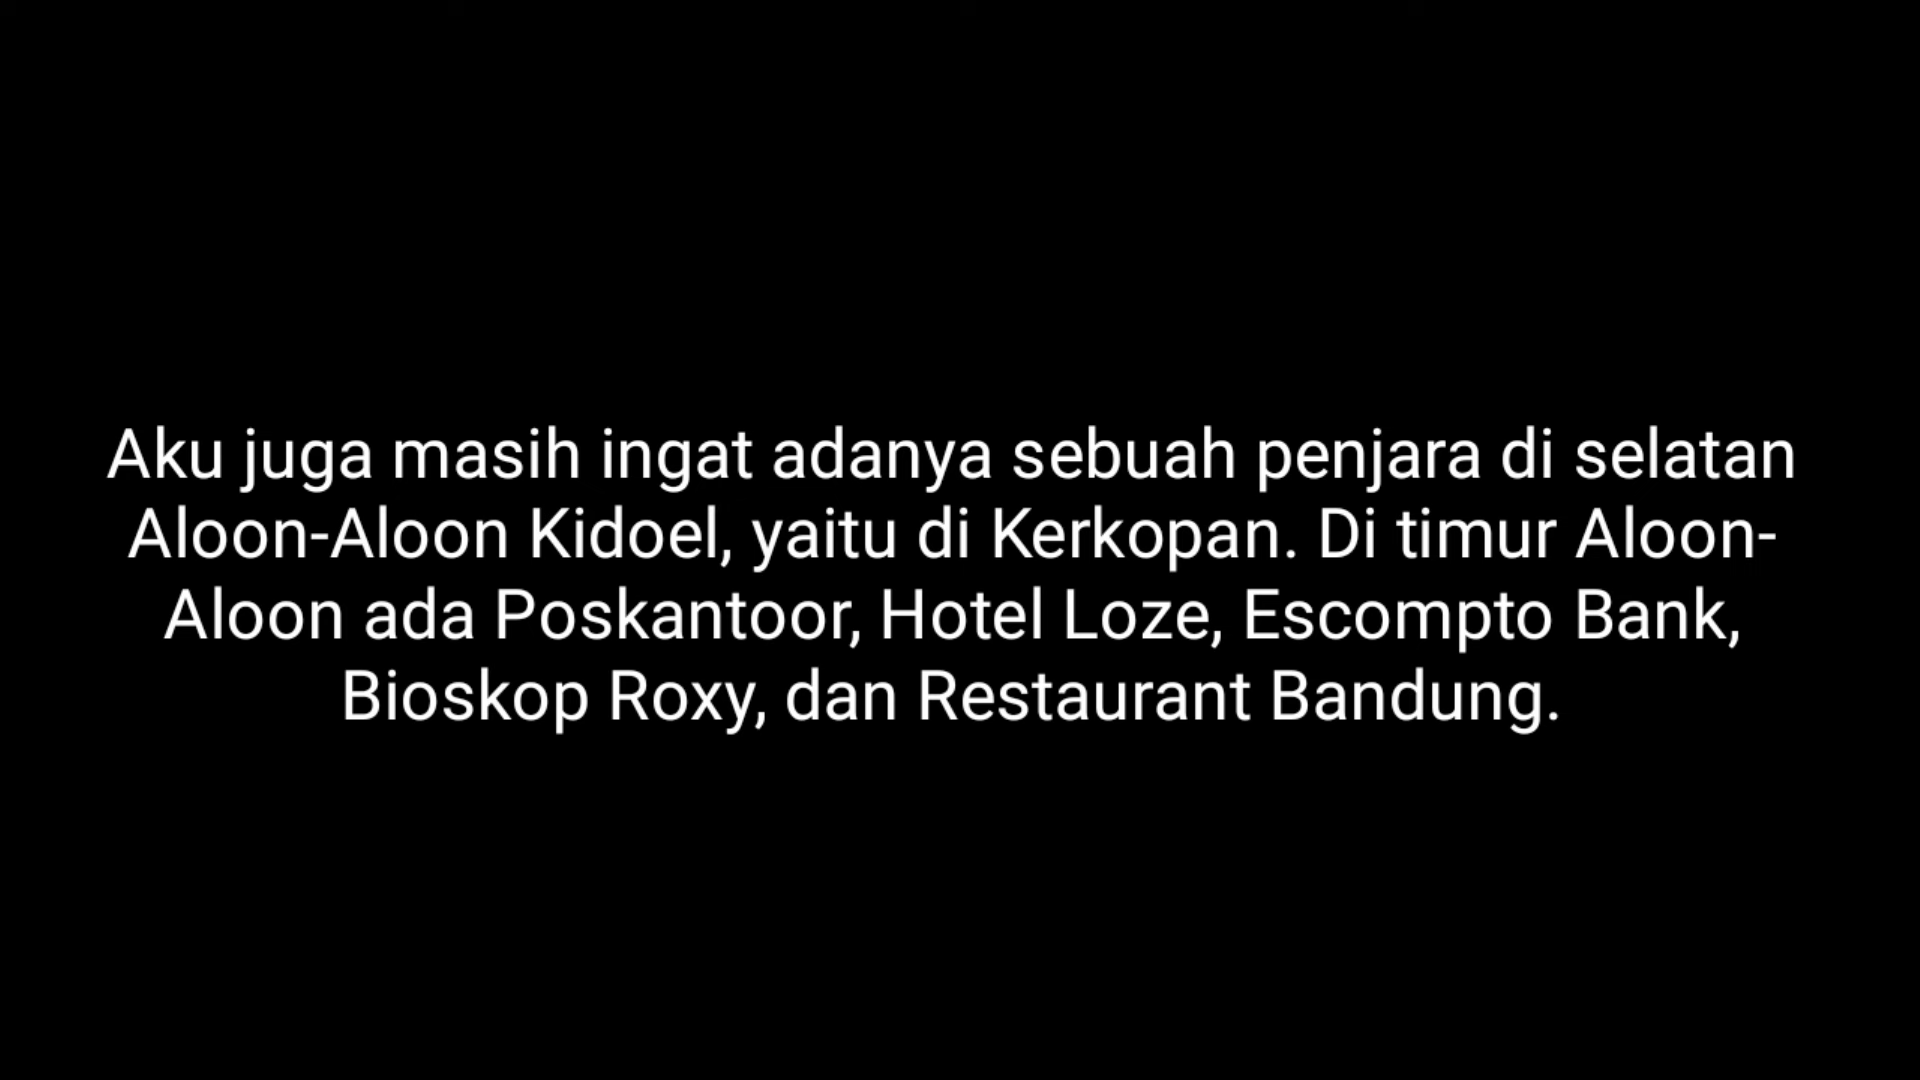 Aku juga masih ingat adanya sebuah penjara di selatan
Aloon-Aloon Kidoel, yaitu di Kerkopan. Di timur Aloon-
Aloon ada Poskantoor, Hotel Loze, Escompto Bank,
Bioskop Roxy, dan Restaurant Bandung.